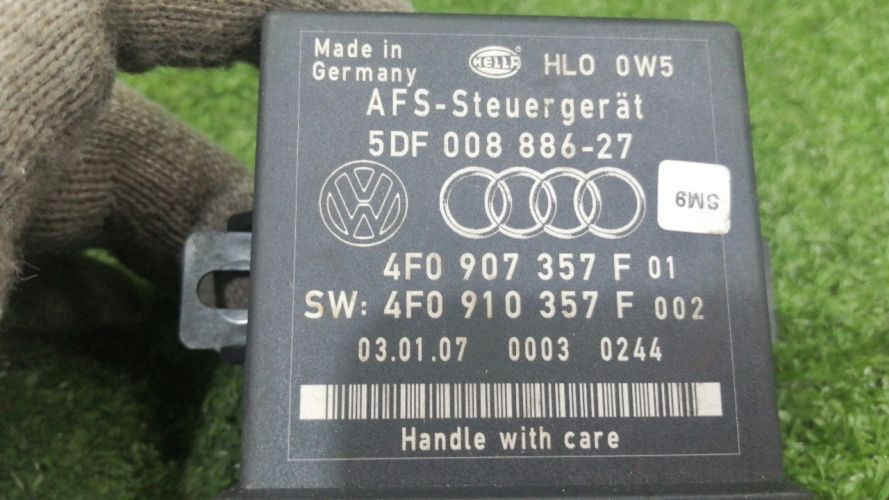 Made in
Germany
HELLA
HLO 0W5
AFS-Steuergerät
5DF 008 886-27
SM9
4F0 907 357 F 01
SW: 4F0 910 357 F 002
03.01.07 0003 0244
Handle with care